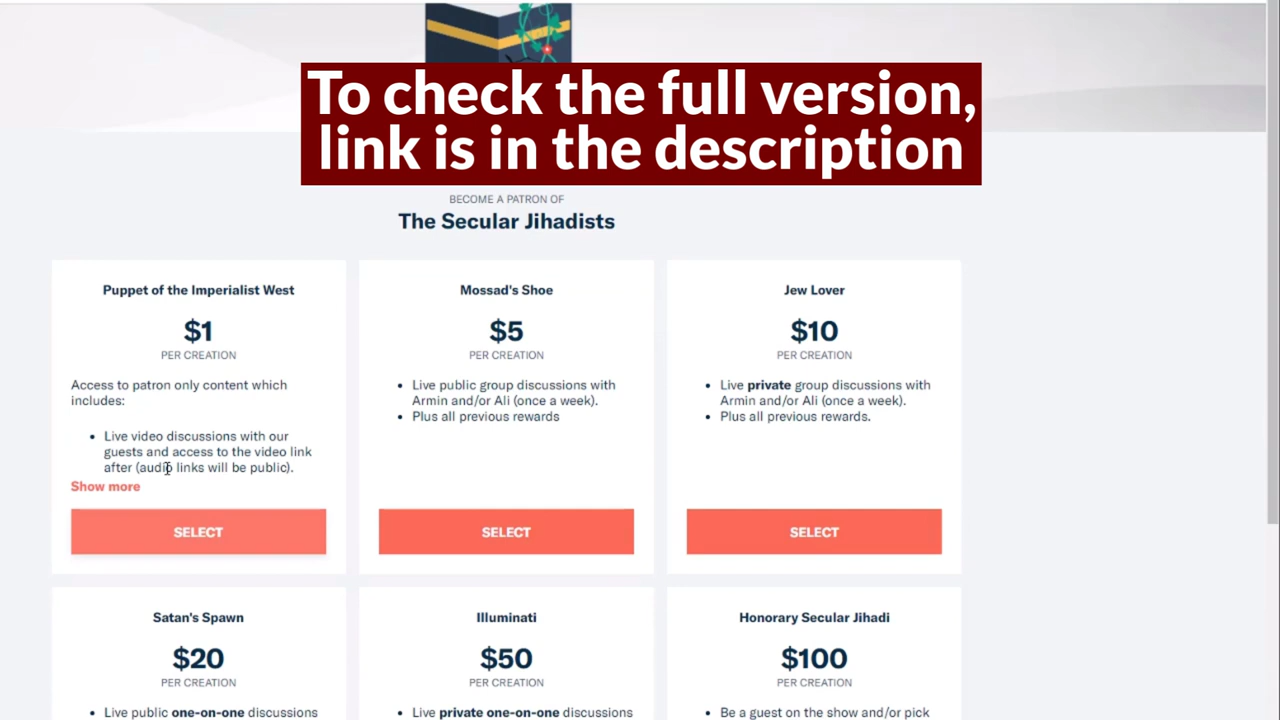 To check the full version,
link is in the description
BECOME A PATRON OF
The Secular Jihadists
Puppet of the Imperialist West
$1
PER CREATION
Access to patron only content which
includes:
• Live video discussions with our
guests and access to the video link
after (audio links will be public).
Show more
SELECT
Mossad's Shoe
$5
PER CREATION
• Live public group discussions with
Armin and/or Ali (once a week).
• Plus all previous rewards
SELECT
Jew Lover
$10
PER CREATION
• Live private group discussions with
Armin and/or Ali (once a week).
• Plus all previous rewards.
SELECT
Satan's Spawn
$20
PER CREATION
• Live public one-on-one discussions
Illuminati
$50
PER CREATION
• Live private one-on-one discussions
Honorary Secular Jihadi
$100
PER CREATION
• Be a guest on the show and/or pick